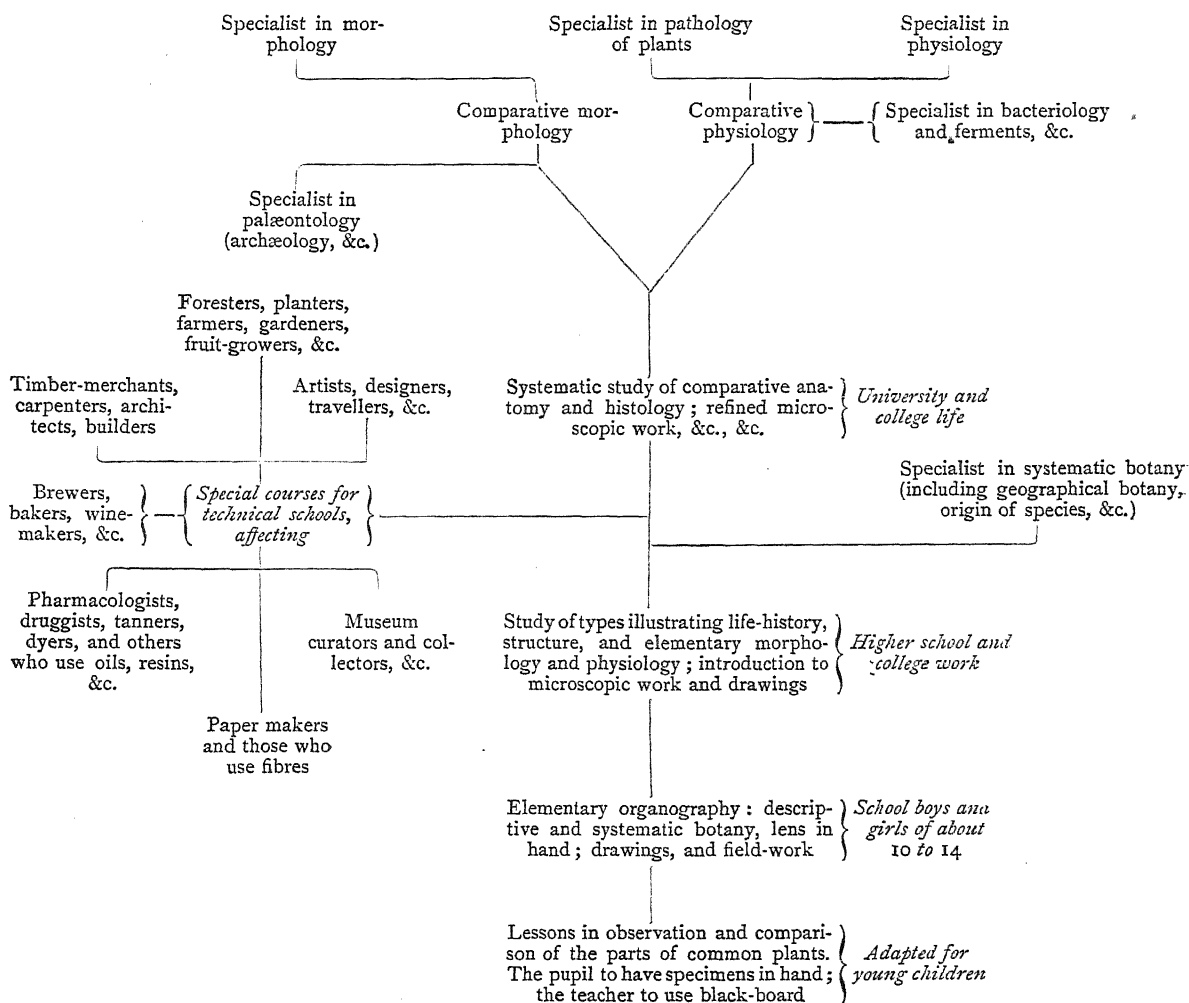 Specialist in mor-
phology
Specialist in pathology
of plants
Specialist in
physiology
Comparative mor-
phology
Comparative
physiology
Specialist in bacteriology
and ferments, &c.
Specialist in
palæontology
(archæology, &c.)
Foresters, planters,
farmers, gardeners,
fruit-growers, &c.
Timber-merchants,
carpenters, archi-
tects, builders
Artists, designers,
travellers, &c.
Systematic study of comparative ana-
tomy and histology ; refined micro-
scopic work, &c., &c.
University and
college life
Specialist in systematic botany
(including geographical botany,
origin of species, &c.)
Brewers,
bakers, wine-
makers, &c.
Special courses for
technical schools,
affecting
Pharmacologists,
druggists, tanners,
dyers, and others
who use oils, resins,
&c.
Museum
curators and col-
lectors, &c.
Study of types illustrating life-history,
structure, and elementary morpho-
logy and physiology ; introduction to
microscopic work and drawings
Higher school and
college work
Paper makers
and those who
use fibres
Elementary organography : descrip-
tive and systematic botany, lens in
hand ; drawings, and field-work
School boys and
girls of about
10 to 14
Lessons in observation and compari-
son of the parts of common plants.
The pupil to have specimens in hand ;
the teacher to use black-board
Adapted for
young children